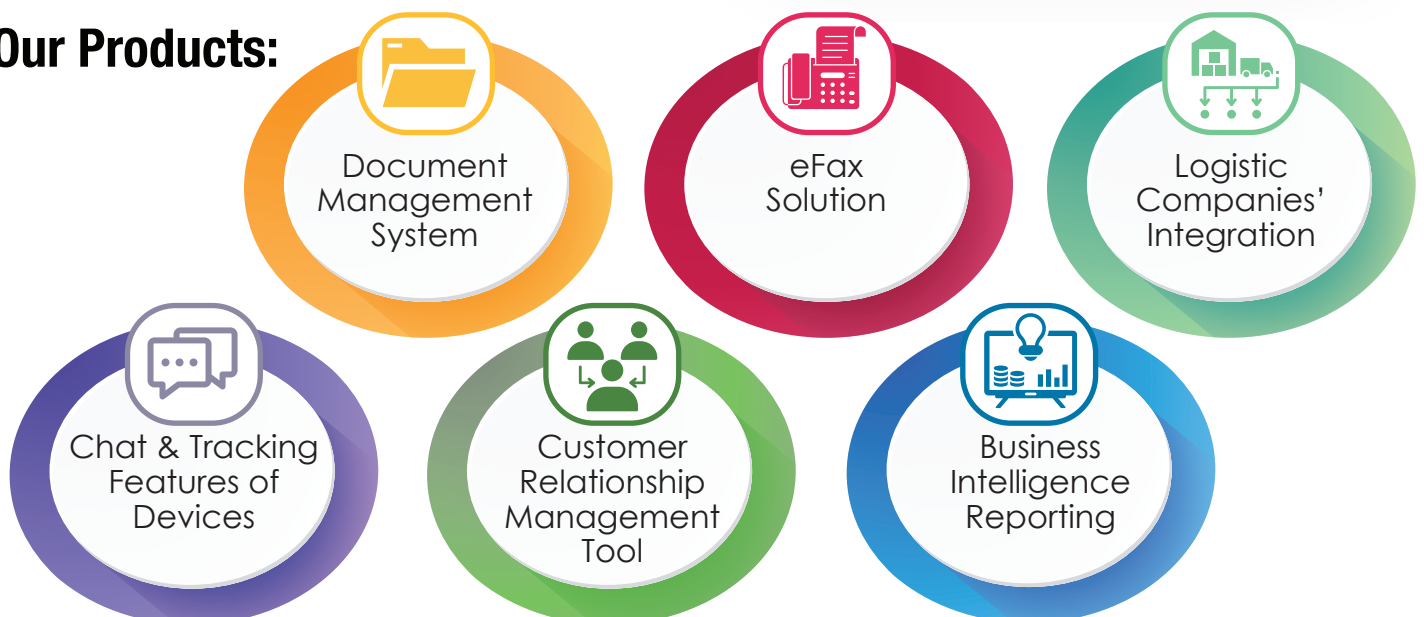 Our Products:
Document
Management
System
eFax
Solution
Logistic
Companies’
Integration
Chat & Tracking
Features of
Devices
Customer
Relationship
Management
Tool
Business
Intelligence
Reporting